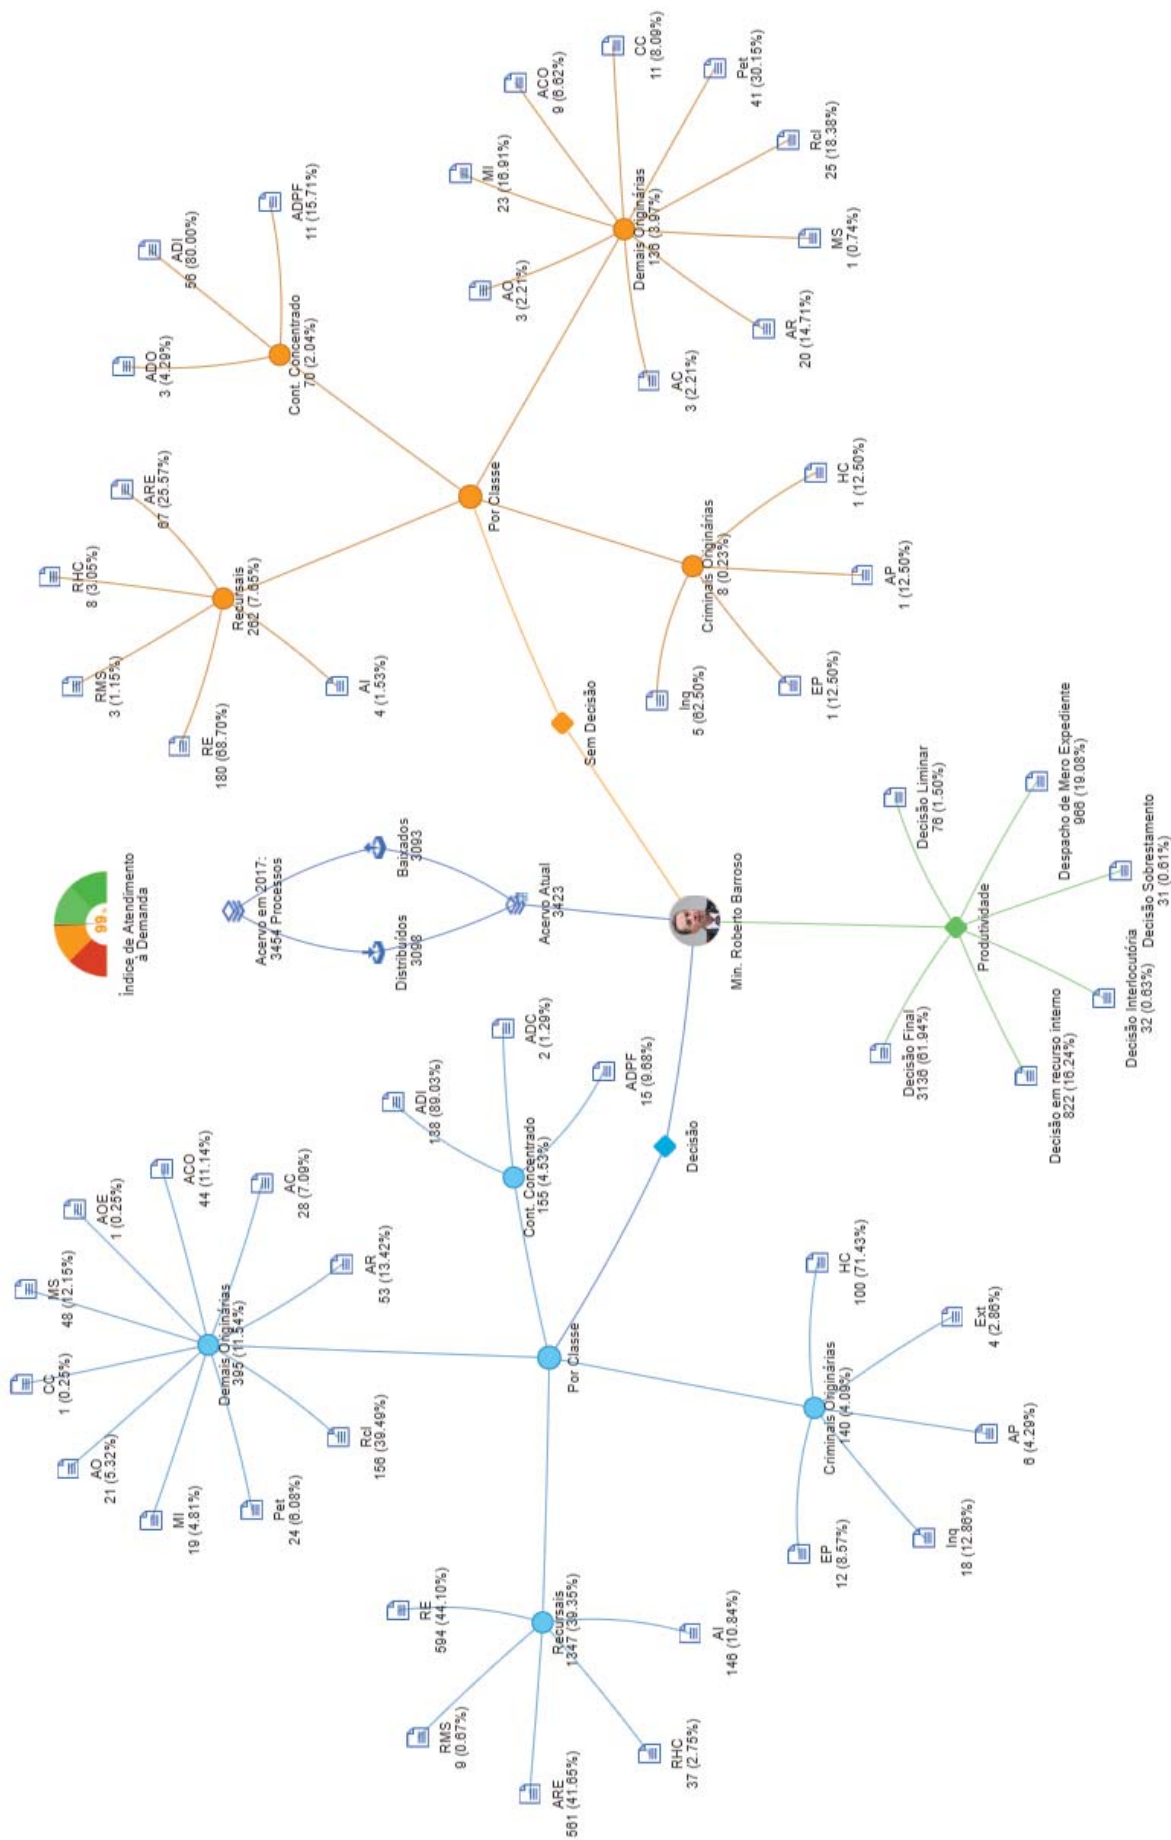 Índice de Atendimento
à Demanda
99%
Acervo em 2017:
3454 Processos
Distribuídos
3098
Baixados
3093
Acervo Atual
3423
Min. Roberto Barroso
Decisão
Por Classe
Demais Originárias
395 (11.54%)
CC
1 (0.25%)
MS
48 (12.15%)
AOE
1 (0.25%)
ACO
44 (11.14%)
AC
28 (7.09%)
AR
53 (13.42%)
Rcl
156 (39.49%)
Pet
24 (6.08%)
MI
19 (4.81%)
AO
21 (5.32%)
Cont. Concentrado
155 (4.53%)
ADI
138 (89.03%)
ADC
2 (1.29%)
ADPF
15 (9.68%)
Recursais
1347 (39.35%)
RE
594 (44.10%)
RMS
9 (0.67%)
ARE
561 (41.65%)
RHC
37 (2.75%)
AI
146 (10.84%)
Criminais Originárias
140 (4.09%)
HC
100 (71.43%)
Ext
4 (2.86%)
AP
6 (4.29%)
Inq
18 (12.86%)
EP
12 (8.57%)
Sem Decisão
Por Classe
Recursais
262 (7.65%)
RHC
8 (3.05%)
ARE
67 (25.57%)
RMS
3 (1.15%)
RE
180 (68.70%)
AI
4 (1.53%)
Cont. Concentrado
70 (2.04%)
ADO
3 (4.29%)
ADI
56 (80.00%)
ADPF
11 (15.71%)
Demais Originárias
136 (3.97%)
AO
3 (2.21%)
MI
23 (16.91%)
ACO
9 (6.62%)
CC
11 (8.09%)
Pet
41 (30.15%)
Rcl
25 (18.38%)
MS
1 (0.74%)
AR
20 (14.71%)
AC
3 (2.21%)
Criminais Originárias
8 (0.23%)
Inq
5 (62.50%)
EP
1 (12.50%)
AP
1 (12.50%)
HC
1 (12.50%)
Produtividade
Decisão Final
3136 (61.94%)
Decisão Liminar
76 (1.50%)
Decisão em recurso interno
822 (16.24%)
Decisão Interlocutória
32 (0.63%)
Decisão Sobrestamento
31 (0.61%)
Despacho de Mero Expediente
966 (19.08%)